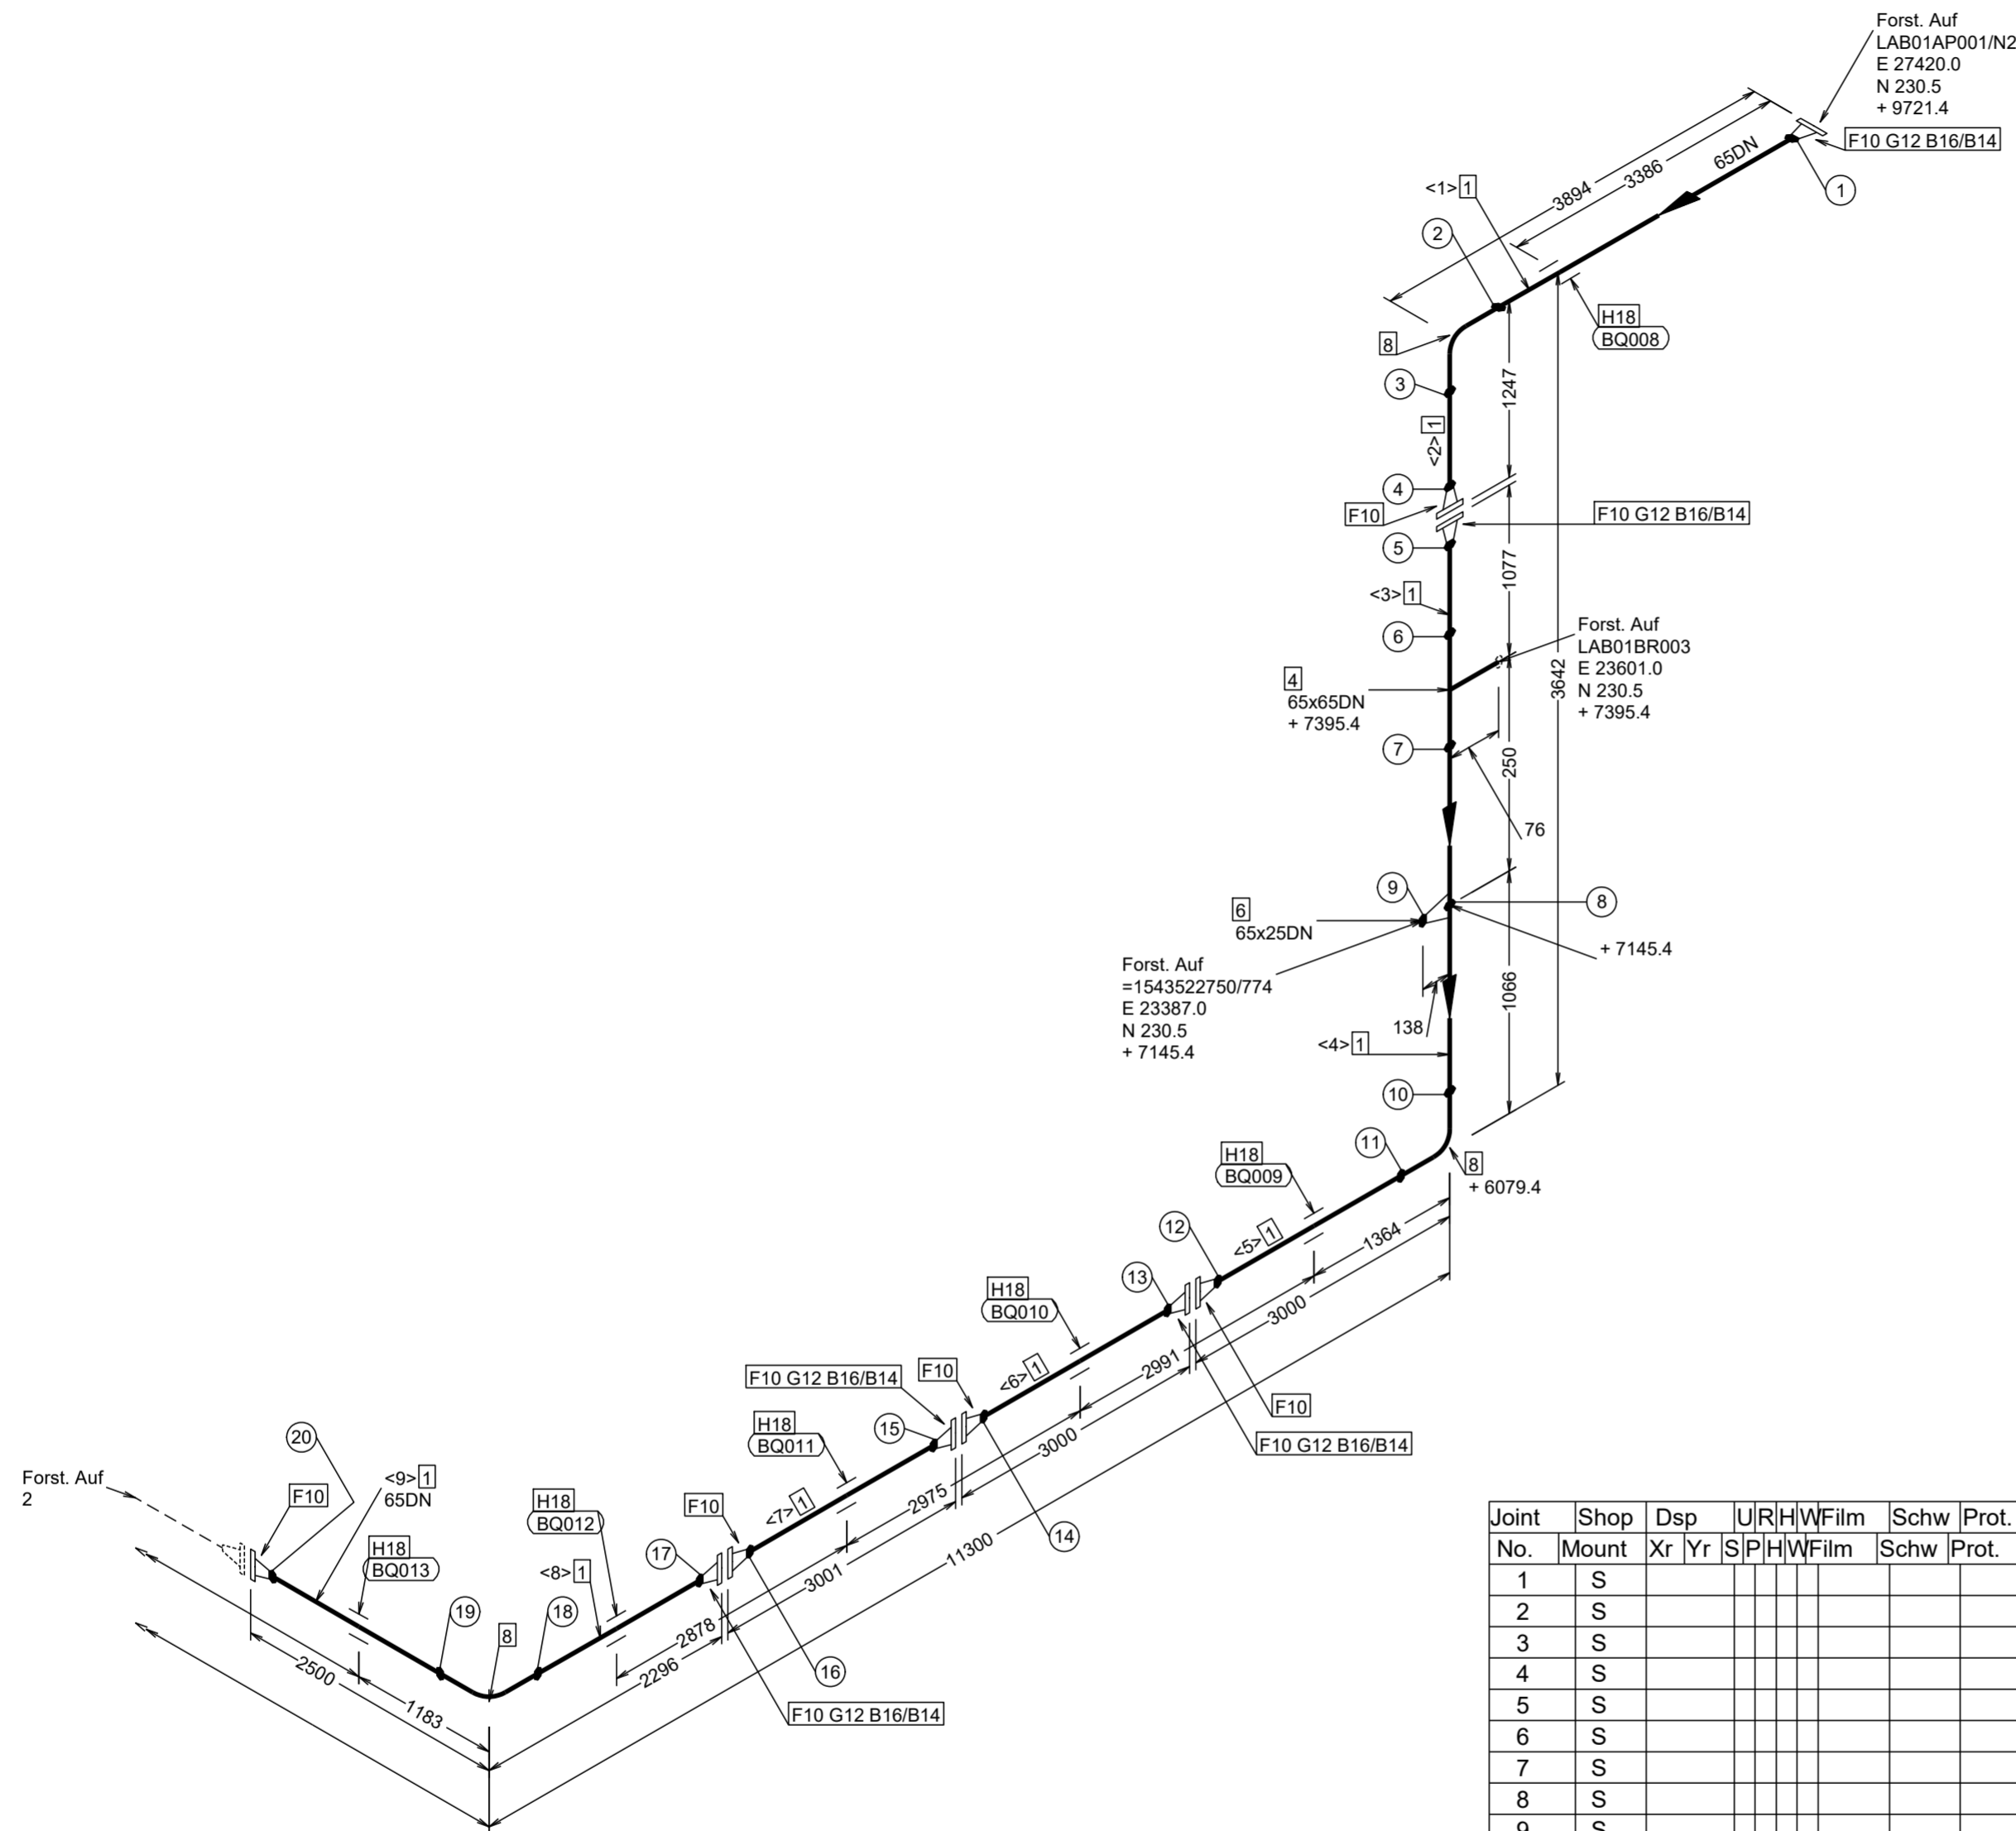 Forst. Auf
LAB01AP001/N2
E 27420.0
N 230.5
+ 9721.4
F10 G12 B16/B14
65DN
1
3894
3386
<1> 1
2
H18
BQ008
8
3
1247
<2> 1
4
F10
F10 G12 B16/B14
5
1077
<3> 1
6
Forst. Auf
LAB01BR003
E 23601.0
N 230.5
+ 7395.4
3642
4
65x65DN
+ 7395.4
7
250
76
9
8
6
65x25DN
+ 7145.4
Forst. Auf
=1543522750/774
E 23387.0
N 230.5
+ 7145.4
1066
138
<4> 1
10
11
8
+ 6079.4
H18
BQ009
12
<5> 1
1364
13
3000
H18
BQ010
2991
F10
F10 G12 B16/B14
<6> 1
F10
F10 G12 B16/B14
3000
H18
BQ011
15
14
2975
11300
<7> 1
F10
3001
20
Forst. Auf
2
<9> 1
65DN
F10
H18
BQ012
H18
BQ013
17
<8> 1
19
18
8
2878
2296
16
F10 G12 B16/B14
2500
1183
Joint Shop Dsp U R H W Film Schw Prot.
No. Mount Xr Yr S P H W Film Schw Prot.
1 S
2 S
3 S
4 S
5 S
6 S
7 S
8 S
9 S